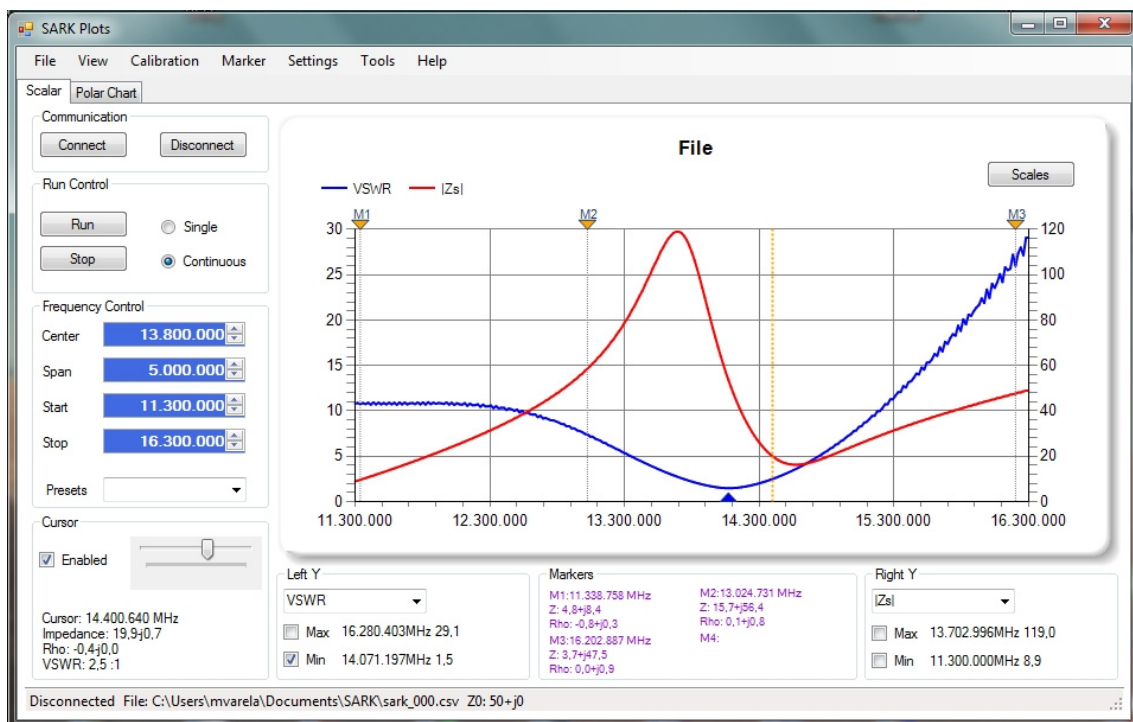 SARK Plots
File View Calibration Marker Settings Tools Help
Scalar Polar Chart
Communication
Connect Disconnect
Run Control
Run Single
Stop Continuous
Frequency Control
Center 13.800.000
Span 5.000.000
Start 11.300.000
Stop 16.300.000
Presets
Cursor
Enabled
Cursor: 14.400.640 MHz
Impedance: 19,9-j0,7
Rho: -0,4-j0,0
VSWR: 2,5 :1
File
Scales
VSWR |Zs|
M1 M2 M3
30 120
25 100
20 80
15 60
10 40
5 20
0 0
11.300.000 12.300.000 13.300.000 14.300.000 15.300.000 16.300.000
Left Y
VSWR
Max 16.280.403MHz 29,1
Min 14.071.197MHz 1,5
Markers
M1:11.338.758 MHz
Z: 4,8+j8,4
Rho: -0,8+j0,3
M3:16.202.887 MHz
Z: 3,7+j47,5
Rho: 0,0+j0,9
M2:13.024.731 MHz
Z: 15,7+j56,4
Rho: 0,1+j0,8
M4:
Right Y
|Zs|
Max 13.702.996MHz 119,0
Min 11.300.000MHz 8,9
Disconnected File: C:\Users\mvarela\Documents\SARK\sark_000.csv Z0: 50+j0